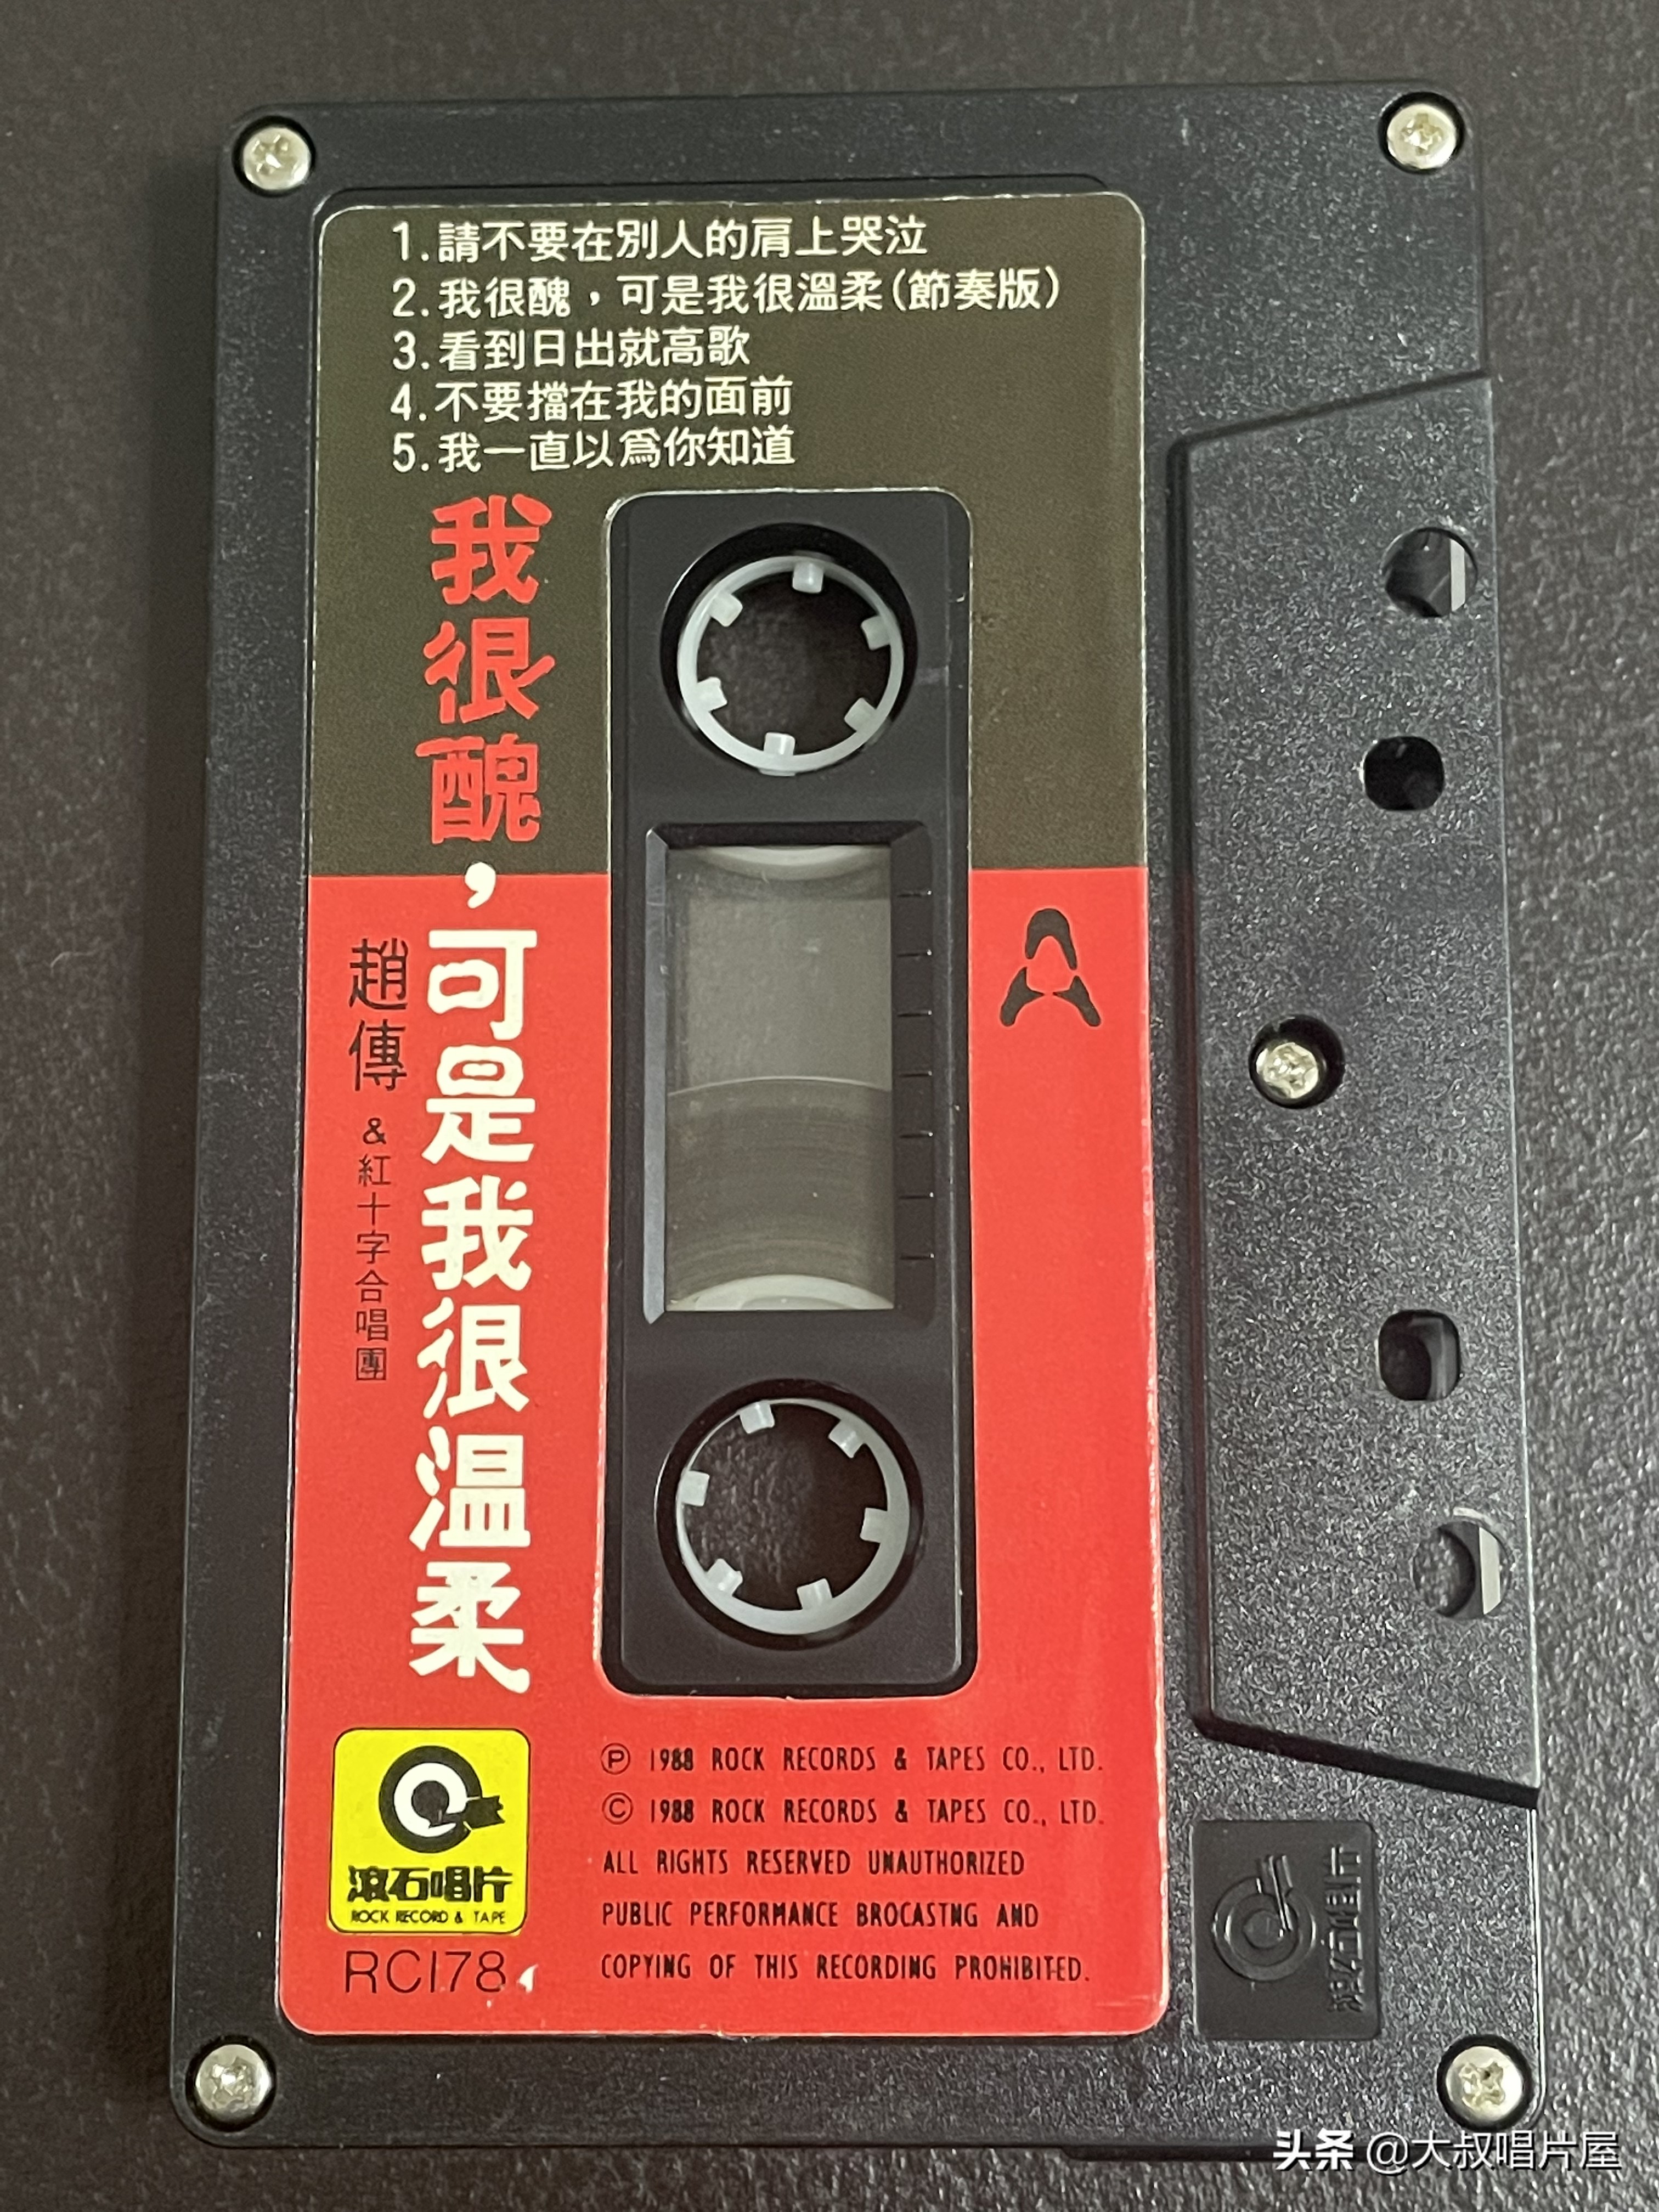 1.請不要在別人的肩上哭泣
2.我很醜，可是我很溫柔(節奏版)
3.看到日出就高歌
4.不要擋在我的面前
5.我一直以爲你知道
我很醜，可是我很温柔
趙傳 & 紅十字合唱團
A
滾石唱片
ROCK RECORD & TAPE
RC178
Ⓟ 1988 ROCK RECORDS & TAPES CO., LTD.
© 1988 ROCK RECORDS & TAPES CO., LTD.
ALL RIGHTS RESERVED UNAUTHORIZED
PUBLIC PERFORMANCE BROCASTNG AND
COPYING OF THIS RECORDING PROHIBITED.
滾石唱片
头条 @大叔唱片屋